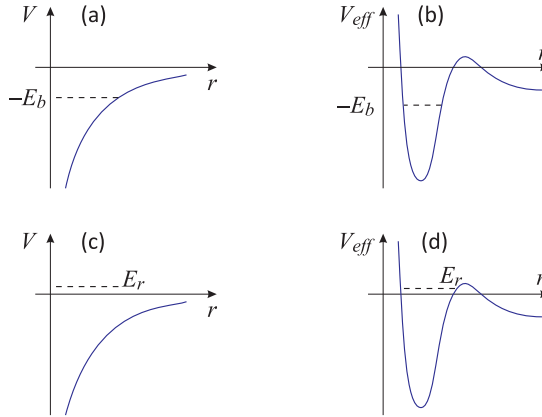 V (a)
r
−E_b
V_eff (b)
r
−E_b
V (c)
E_r
r
V_eff (d)
E_r r